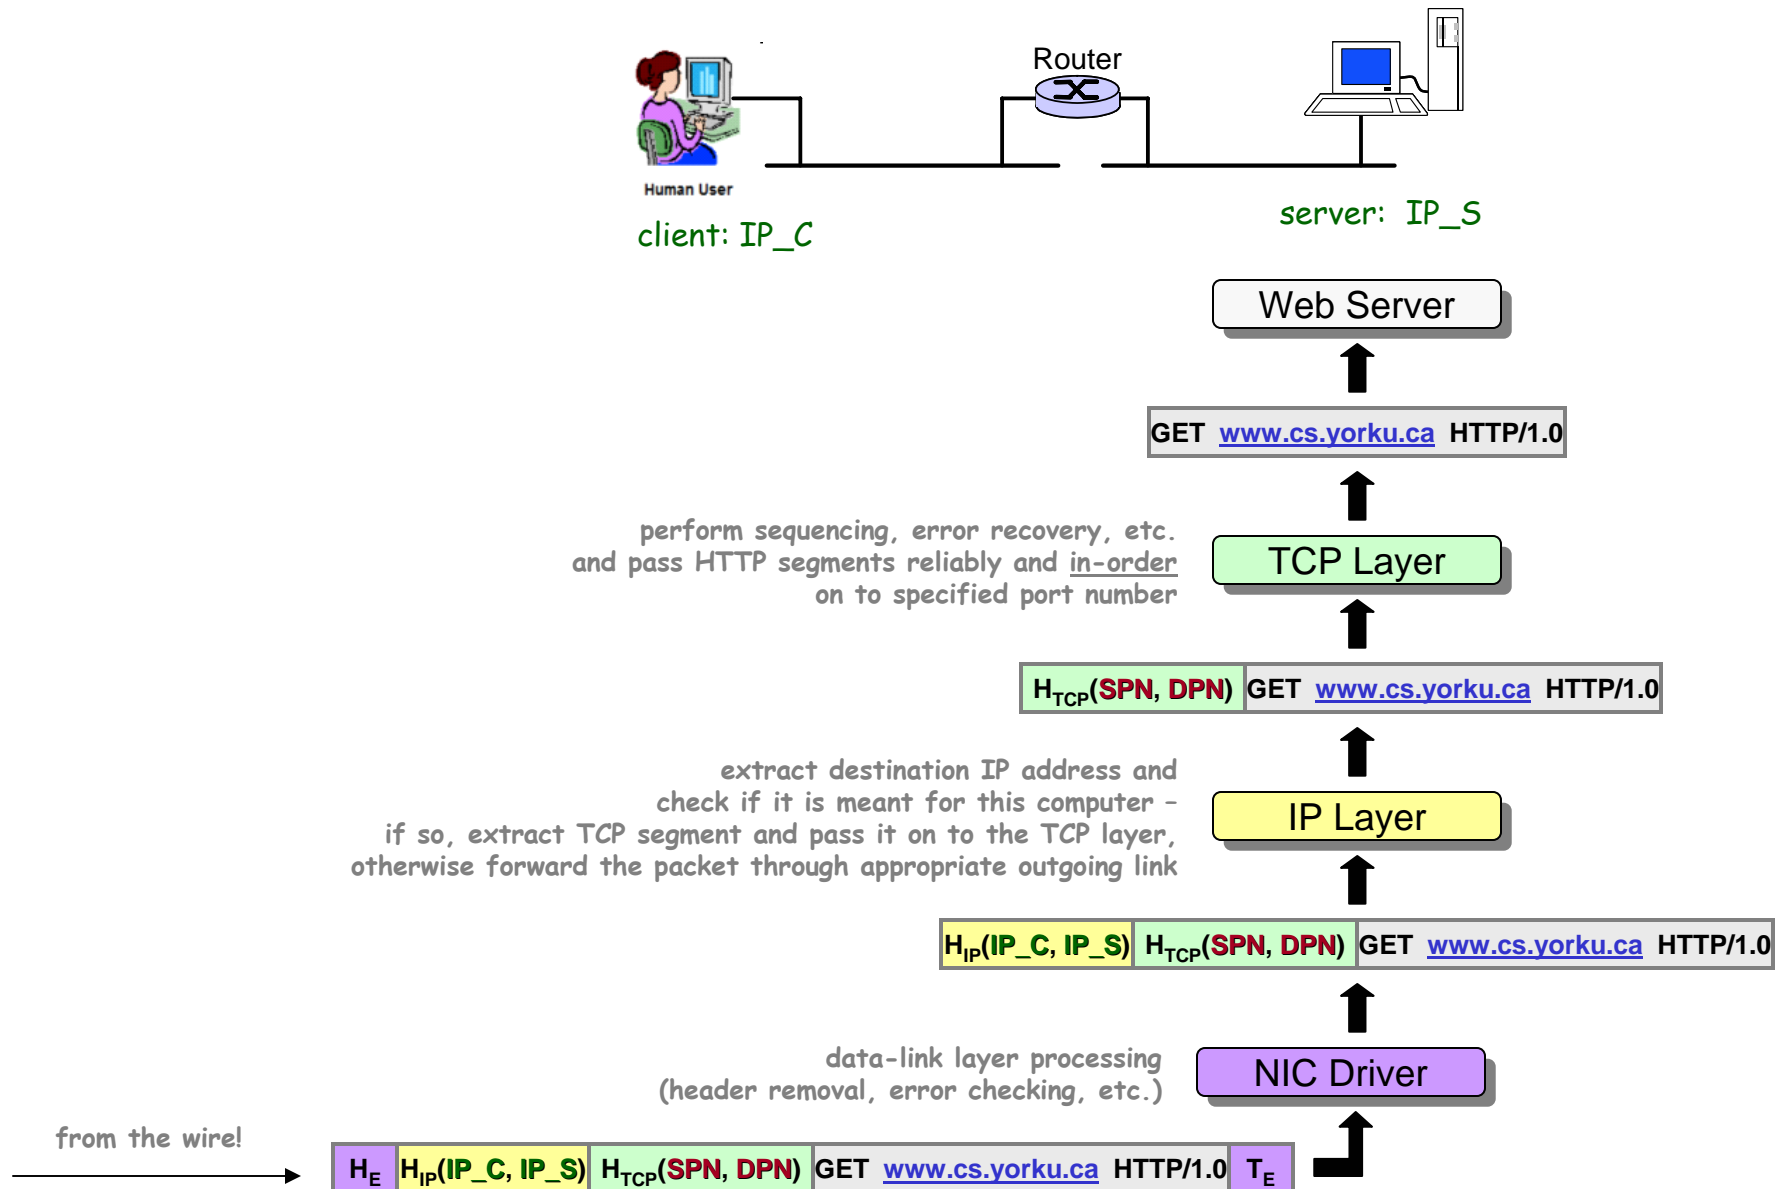 Router
Human User
client: IP_C
server: IP_S
Web Server
GET www.cs.yorku.ca HTTP/1.0
perform sequencing, error recovery, etc.
and pass HTTP segments reliably and in-order
on to specified port number
TCP Layer
HTCP(SPN, DPN) GET www.cs.yorku.ca HTTP/1.0
extract destination IP address and
check if it is meant for this computer –
if so, extract TCP segment and pass it on to the TCP layer,
otherwise forward the packet through appropriate outgoing link
IP Layer
HIP(IP_C, IP_S) HTCP(SPN, DPN) GET www.cs.yorku.ca HTTP/1.0
data-link layer processing
(header removal, error checking, etc.)
NIC Driver
from the wire!
HE HIP(IP_C, IP_S) HTCP(SPN, DPN) GET www.cs.yorku.ca HTTP/1.0 TE